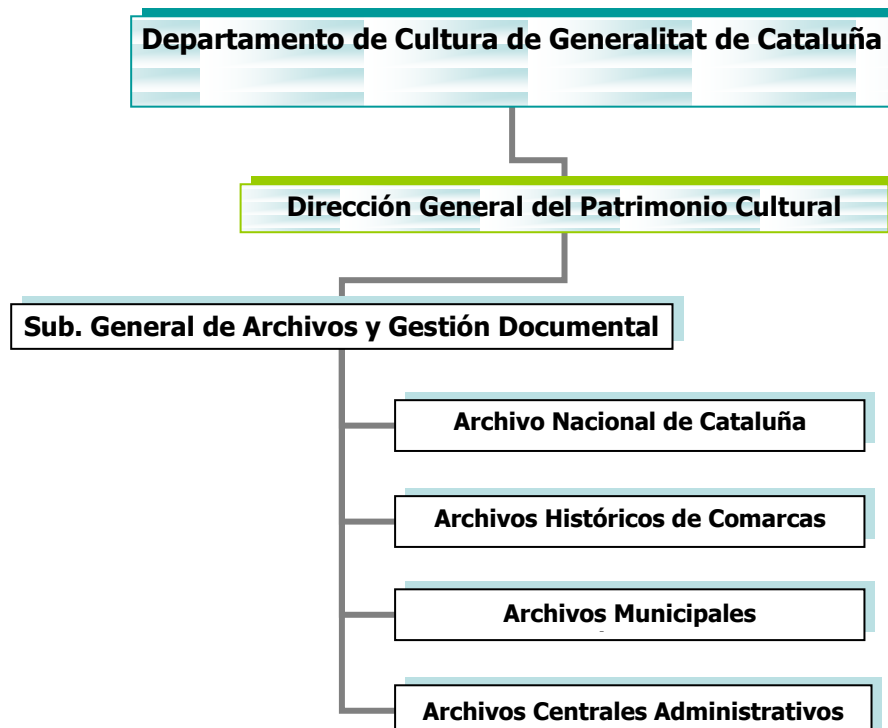 Departamento de Cultura de Generalitat de Cataluña
Dirección General del Patrimonio Cultural
Sub. General de Archivos y Gestión Documental
Archivo Nacional de Cataluña
Archivos Históricos de Comarcas
Archivos Municipales
Archivos Centrales Administrativos